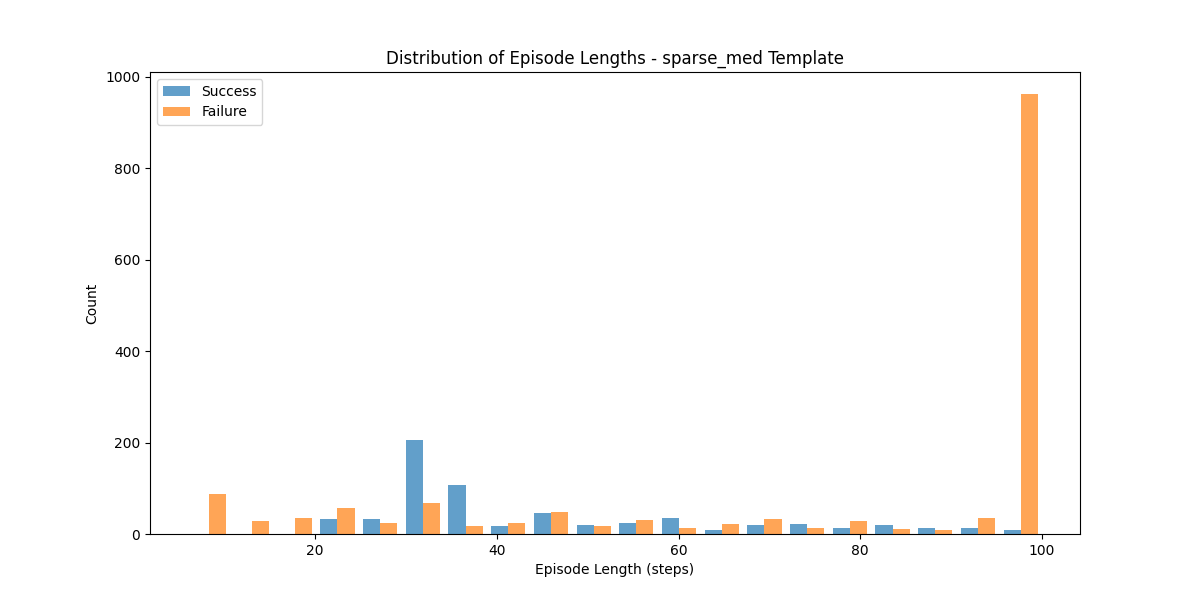 Distribution of Episode Lengths - sparse_med Template
1000
800
600
400
200
0
Count
Success
Failure
20
40
60
80
100
Episode Length (steps)